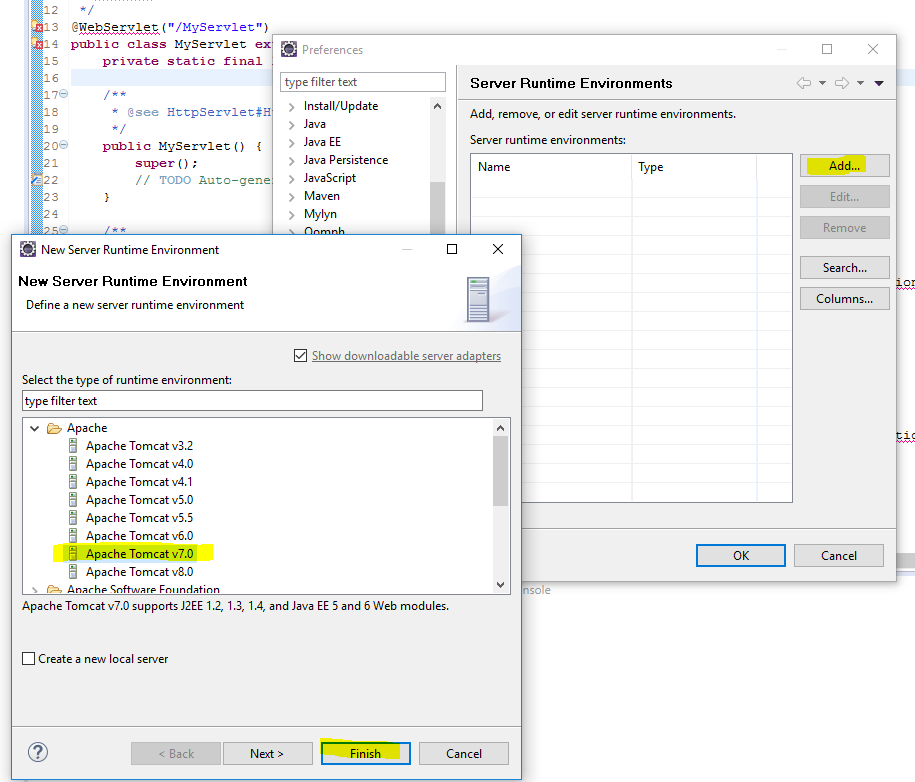 12 */
13 @WebServlet("/MyServlet")
14 public class MyServlet ex
15 private static final
16
17 /**
18 * @see HttpServlet#H
19 */
20 public MyServlet() {
21 super();
22 // TODO Auto-gene
23 }
24
25 /**
Preferences
type filter text
Install/Update
Java
Java EE
Java Persistence
JavaScript
Maven
Mylyn
Oomph
Server Runtime Environments
Add, remove, or edit server runtime environments.
Server runtime environments:
Name Type
Add...
Edit...
Remove
Search...
Columns...
OK Cancel
ion
tio
nsole
New Server Runtime Environment
New Server Runtime Environment
Define a new server runtime environment
Show downloadable server adapters
Select the type of runtime environment:
type filter text
Apache
Apache Tomcat v3.2
Apache Tomcat v4.0
Apache Tomcat v4.1
Apache Tomcat v5.0
Apache Tomcat v5.5
Apache Tomcat v6.0
Apache Tomcat v7.0
Apache Tomcat v8.0
Apache Software Foundation
Apache Tomcat v7.0 supports J2EE 1.2, 1.3, 1.4, and Java EE 5 and 6 Web modules.
Create a new local server
? < Back Next > Finish Cancel